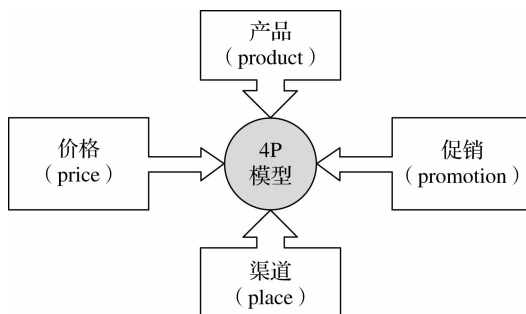 产品
（product）
价格
（price）
4P
模型
促销
（promotion）
渠道
（place）